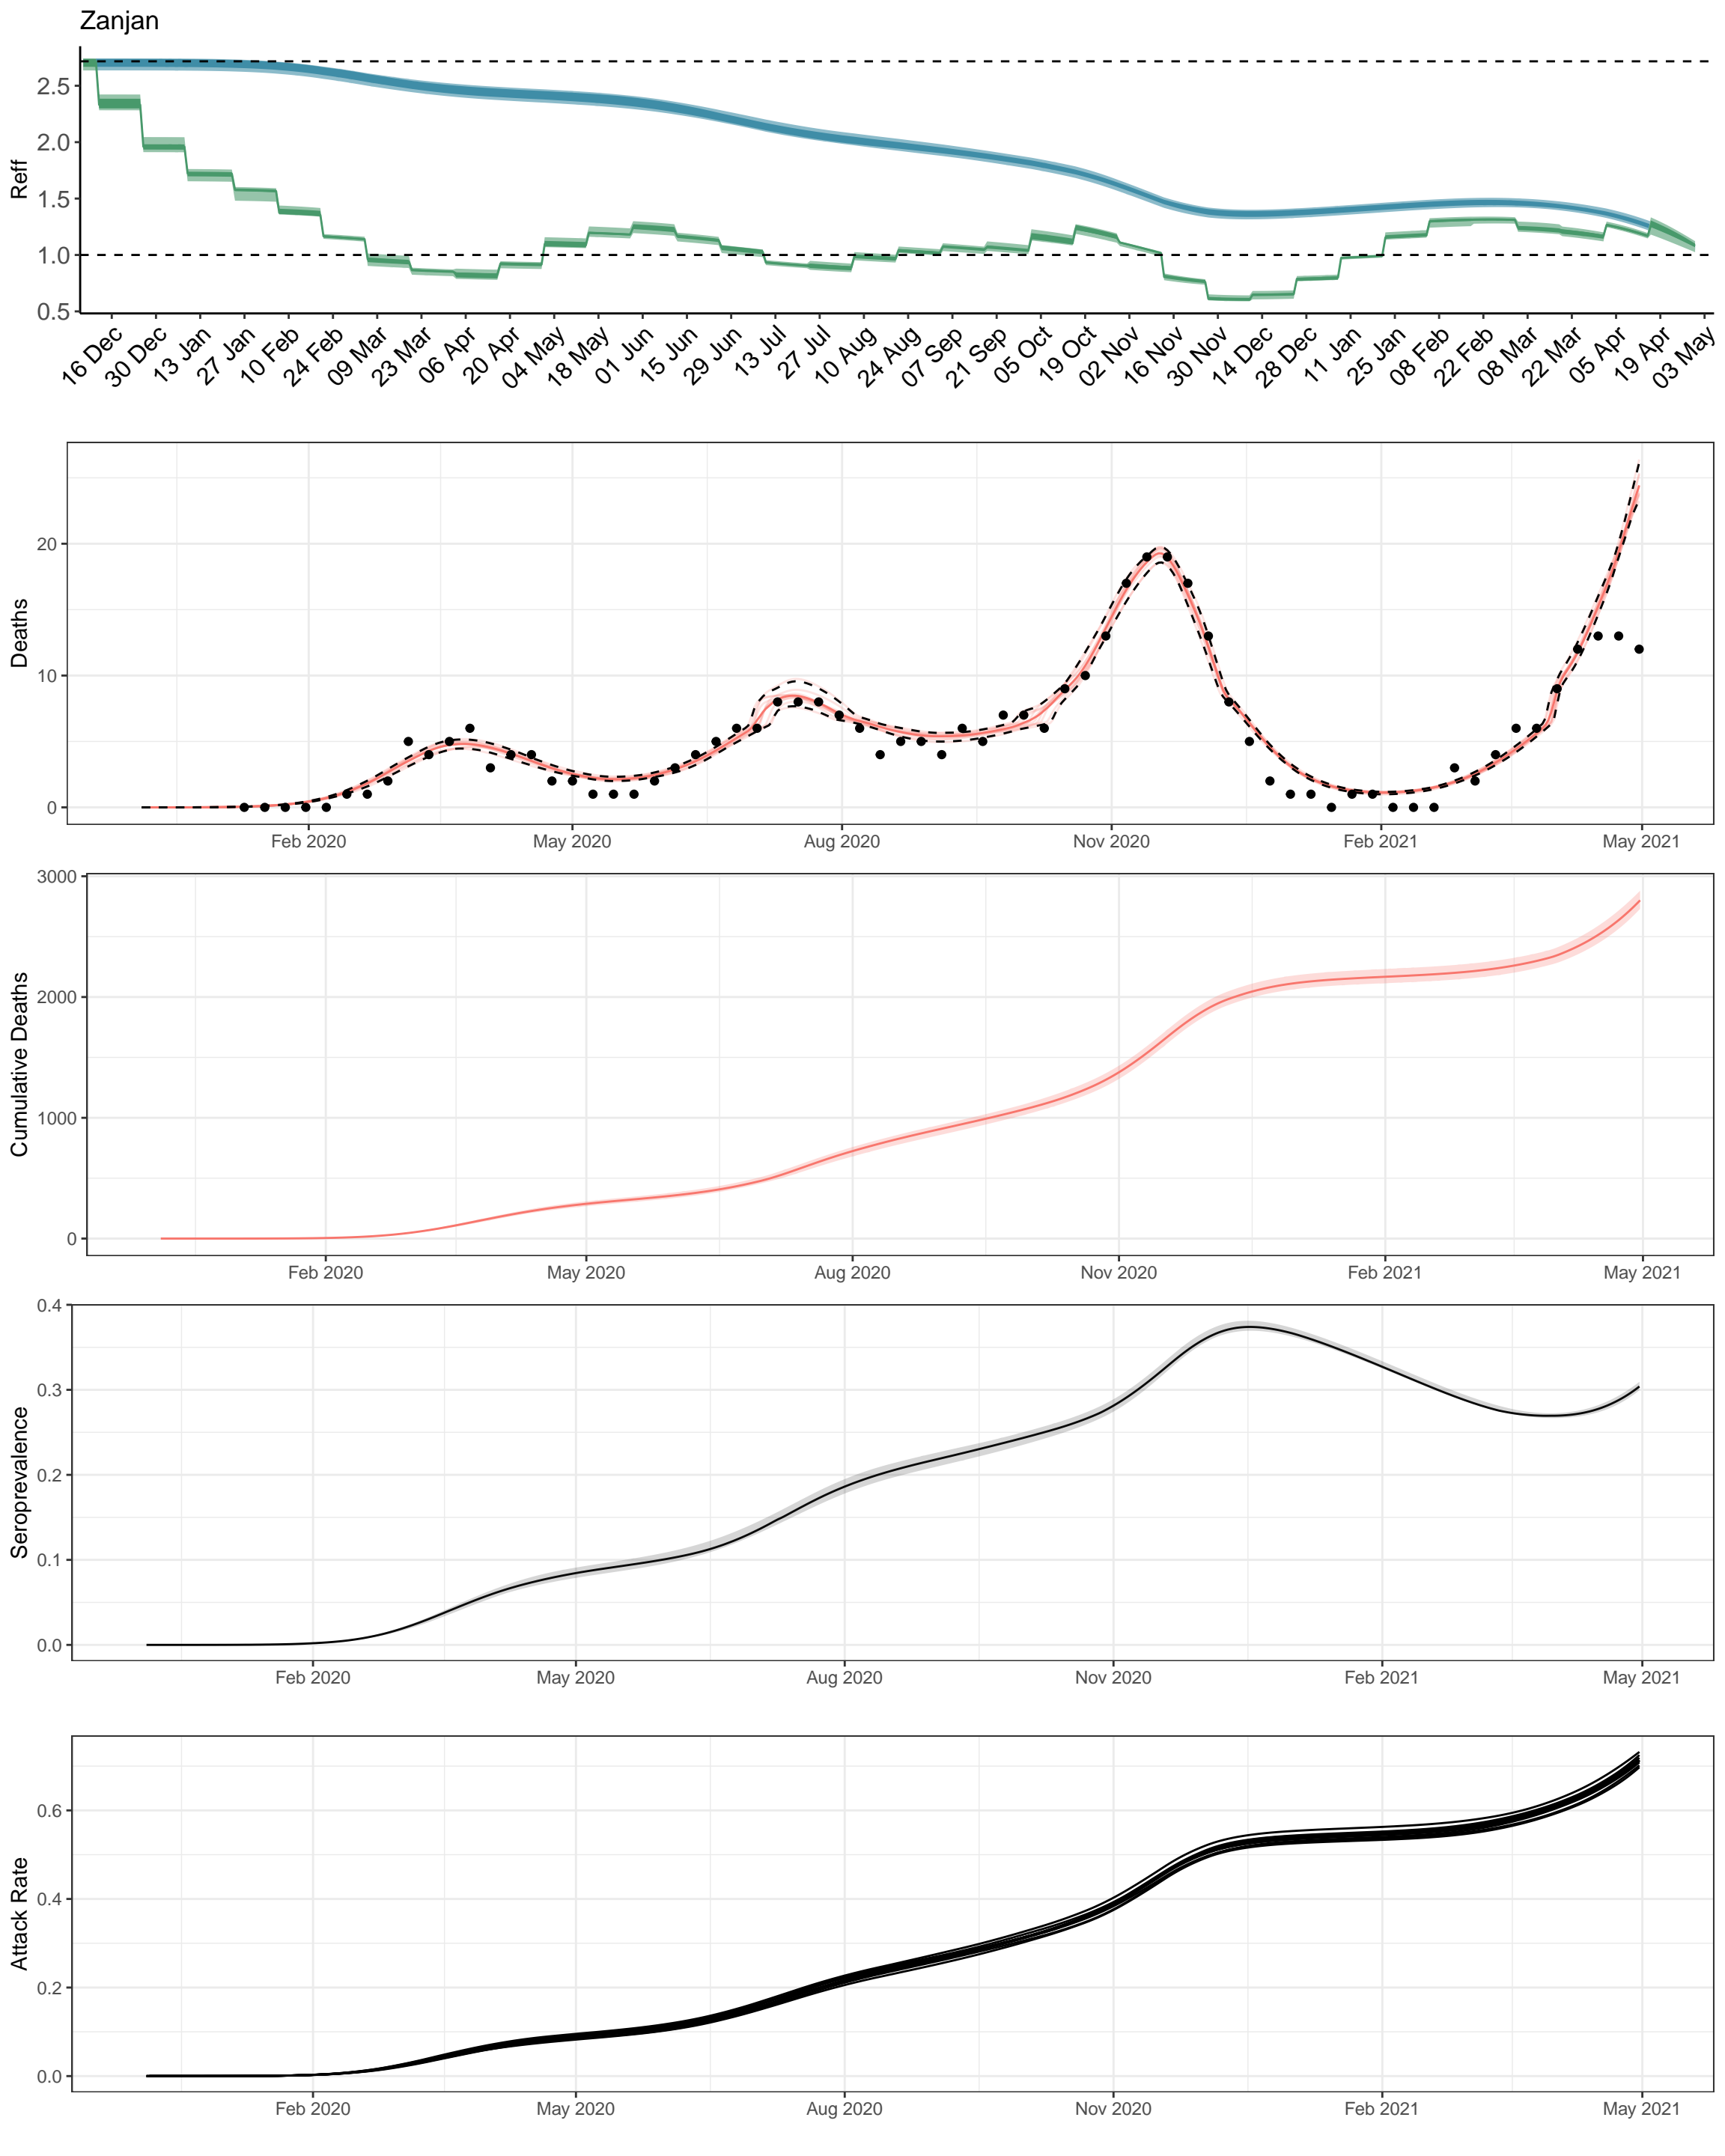 Zanjan
Reff
2.5
2.0
1.5
1.0
0.5
16 Dec 30 Dec 13 Jan 27 Jan 10 Feb 24 Feb 09 Mar 23 Mar 06 Apr 20 Apr 04 May 18 May 01 Jun 15 Jun 29 Jun 13 Jul 27 Jul 10 Aug 24 Aug 07 Sep 21 Sep 05 Oct 19 Oct 02 Nov 16 Nov 30 Nov 14 Dec 28 Dec 11 Jan 25 Jan 08 Feb 22 Feb 08 Mar 22 Mar 05 Apr 19 Apr 03 May
Deaths
20
10
0
Feb 2020 May 2020 Aug 2020 Nov 2020 Feb 2021 May 2021
Cumulative Deaths
3000
2000
1000
0
Feb 2020 May 2020 Aug 2020 Nov 2020 Feb 2021 May 2021
Seroprevalence
0.4
0.3
0.2
0.1
0.0
Feb 2020 May 2020 Aug 2020 Nov 2020 Feb 2021 May 2021
Attack Rate
0.6
0.4
0.2
0.0
Feb 2020 May 2020 Aug 2020 Nov 2020 Feb 2021 May 2021